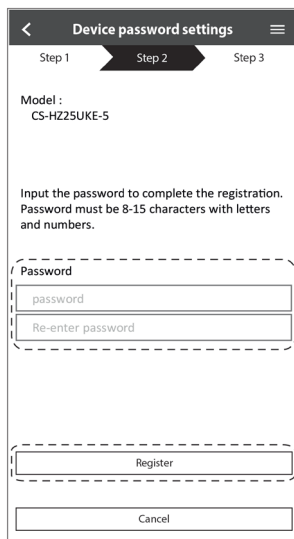 Device password settings
Step 1 Step 2 Step 3
Model :
CS-HZ25UKE-5
Input the password to complete the registration.
Password must be 8-15 characters with letters
and numbers.
Password
password
Re-enter password
Register
Cancel